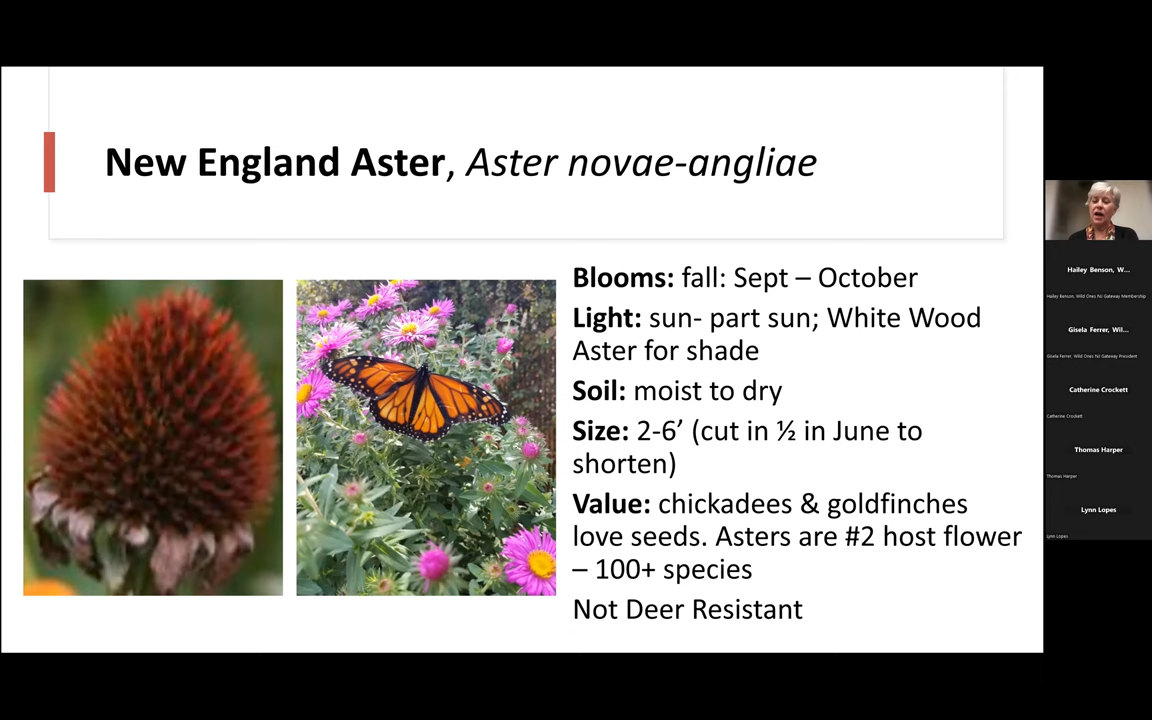 New England Aster, Aster novae-angliae
Blooms: fall: Sept – October
Light: sun- part sun; White Wood
Aster for shade
Soil: moist to dry
Size: 2-6’ (cut in ½ in June to
shorten)
Value: chickadees & goldfinches
love seeds. Asters are #2 host flower
– 100+ species
Not Deer Resistant
Hailey Benson, W...
Hailey Benson, Wild Ones NJ Gateway Membership
Gisela Ferrer, Wil...
Gisela Ferrer, Wild Ones NJ Gateway President
Catherine Crockett
Catherine Crockett
Thomas Harper
Thomas Harper
Lynn Lopes
Lynn Lopes